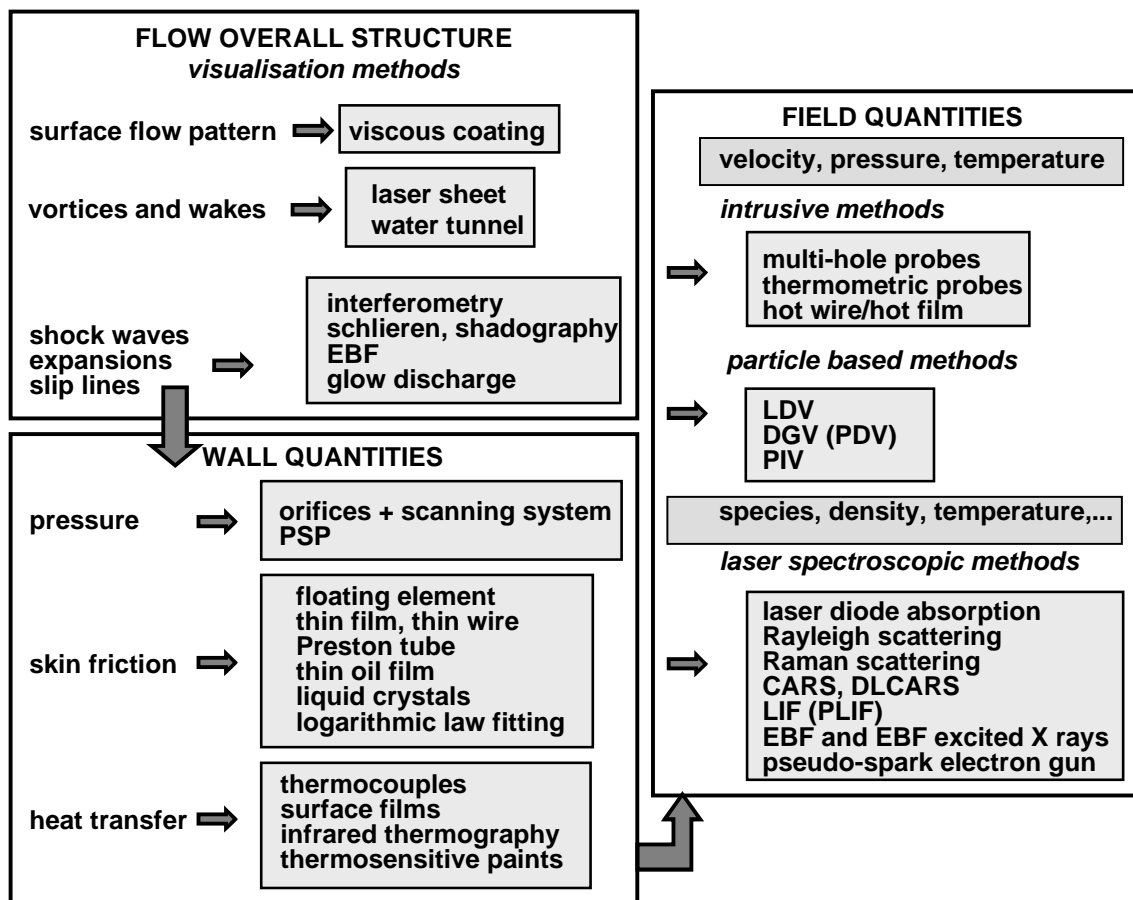 FLOW OVERALL STRUCTURE
visualisation methods
surface flow pattern
viscous coating
vortices and wakes
laser sheet
water tunnel
shock waves
expansions
slip lines
interferometry
schlieren, shadography
EBF
glow discharge
WALL QUANTITIES
pressure
orifices + scanning system
PSP
skin friction
floating element
thin film, thin wire
Preston tube
thin oil film
liquid crystals
logarithmic law fitting
heat transfer
thermocouples
surface films
infrared thermography
thermosensitive paints
FIELD QUANTITIES
velocity, pressure, temperature
intrusive methods
multi-hole probes
thermometric probes
hot wire/hot film
particle based methods
LDV
DGV (PDV)
PIV
species, density, temperature,...
laser spectroscopic methods
laser diode absorption
Rayleigh scattering
Raman scattering
CARS, DLCARS
LIF (PLIF)
EBF and EBF excited X rays
pseudo-spark electron gun